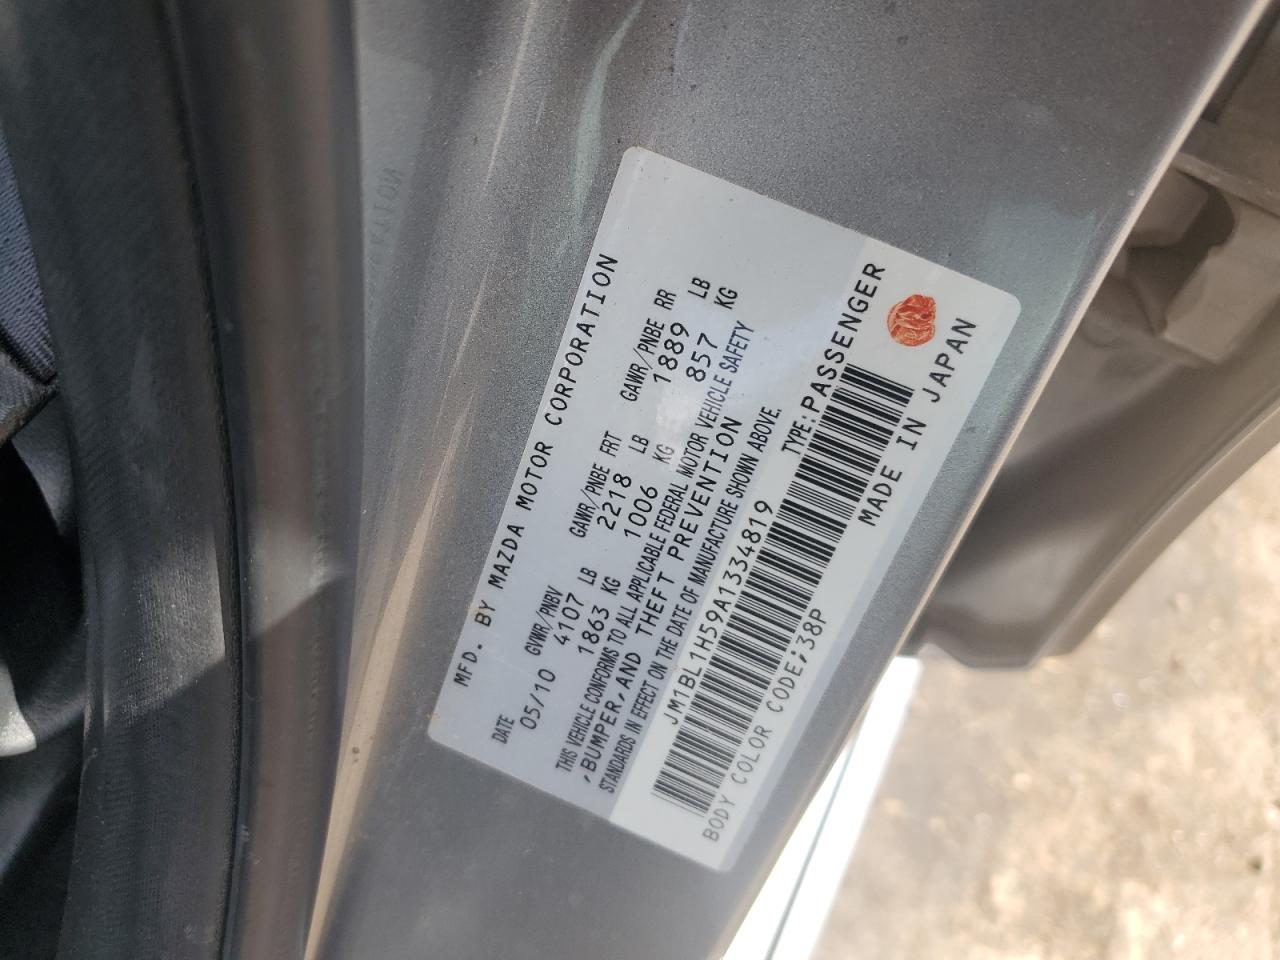 MFD. BY MAZDA MOTOR CORPORATION
DATE GVWR/PNBV GAWR/PNBE FRT GAWR/PNBE RR
05/10 4107 LB 2218 LB 1889 LB
1863 KG 1006 KG 857 KG
THIS VEHICLE CONFORMS TO ALL APPLICABLE FEDERAL MOTOR VEHICLE SAFETY
,BUMPER,AND THEFT PREVENTION
STANDARDS IN EFFECT ON THE DATE OF MANUFACTURE SHOWN ABOVE.
JM1BL1H59A1334819 TYPE:PASSENGER
BODY COLOR CODE;38P MADE IN JAPAN